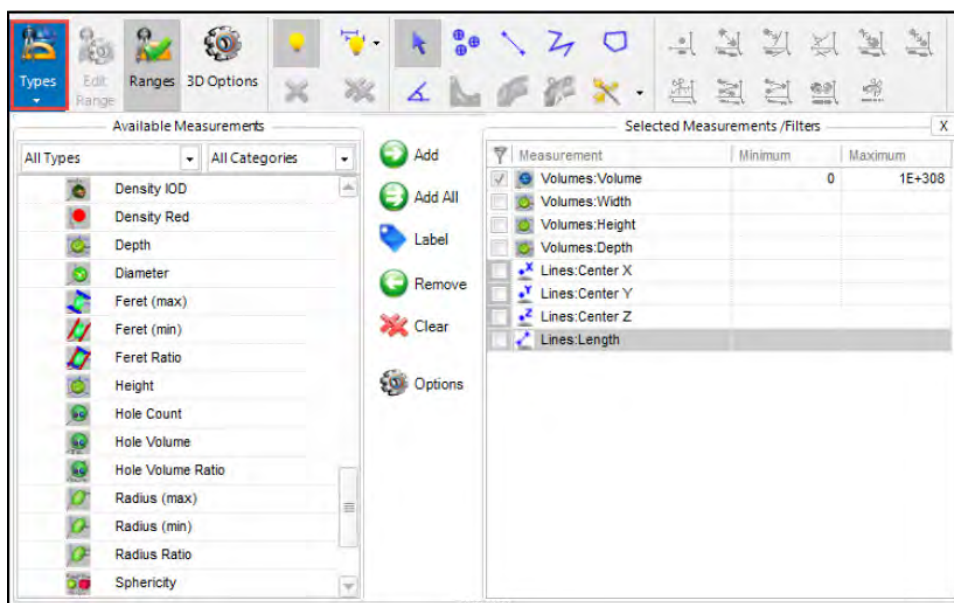 Types
Edit
Range
Ranges
3D Options
Available Measurements
All Types
All Categories
Density IOD
Density Red
Depth
Diameter
Feret (max)
Feret (min)
Feret Ratio
Height
Hole Count
Hole Volume
Hole Volume Ratio
Radius (max)
Radius (min)
Radius Ratio
Sphericity
Add
Add All
Label
Remove
Clear
Options
Selected Measurements /Filters X
Measurement Minimum Maximum
Volumes:Volume 0 1E+308
Volumes:Width
Volumes:Height
Volumes:Depth
X Lines:Center X
Y Lines:Center Y
Z Lines:Center Z
Lines:Length